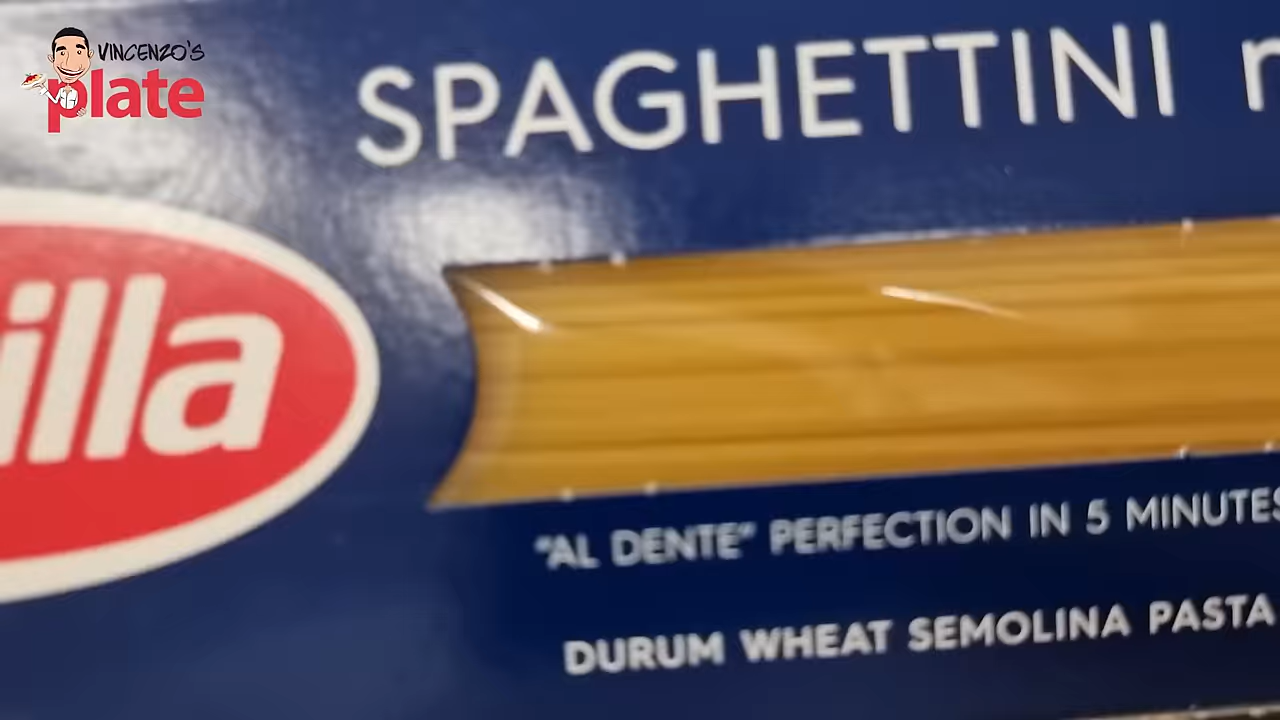 VINCENZO'S
plate
SPAGHETTINI n
illa
"AL DENTE" PERFECTION IN 5 MINUTES
DURUM WHEAT SEMOLINA PASTA